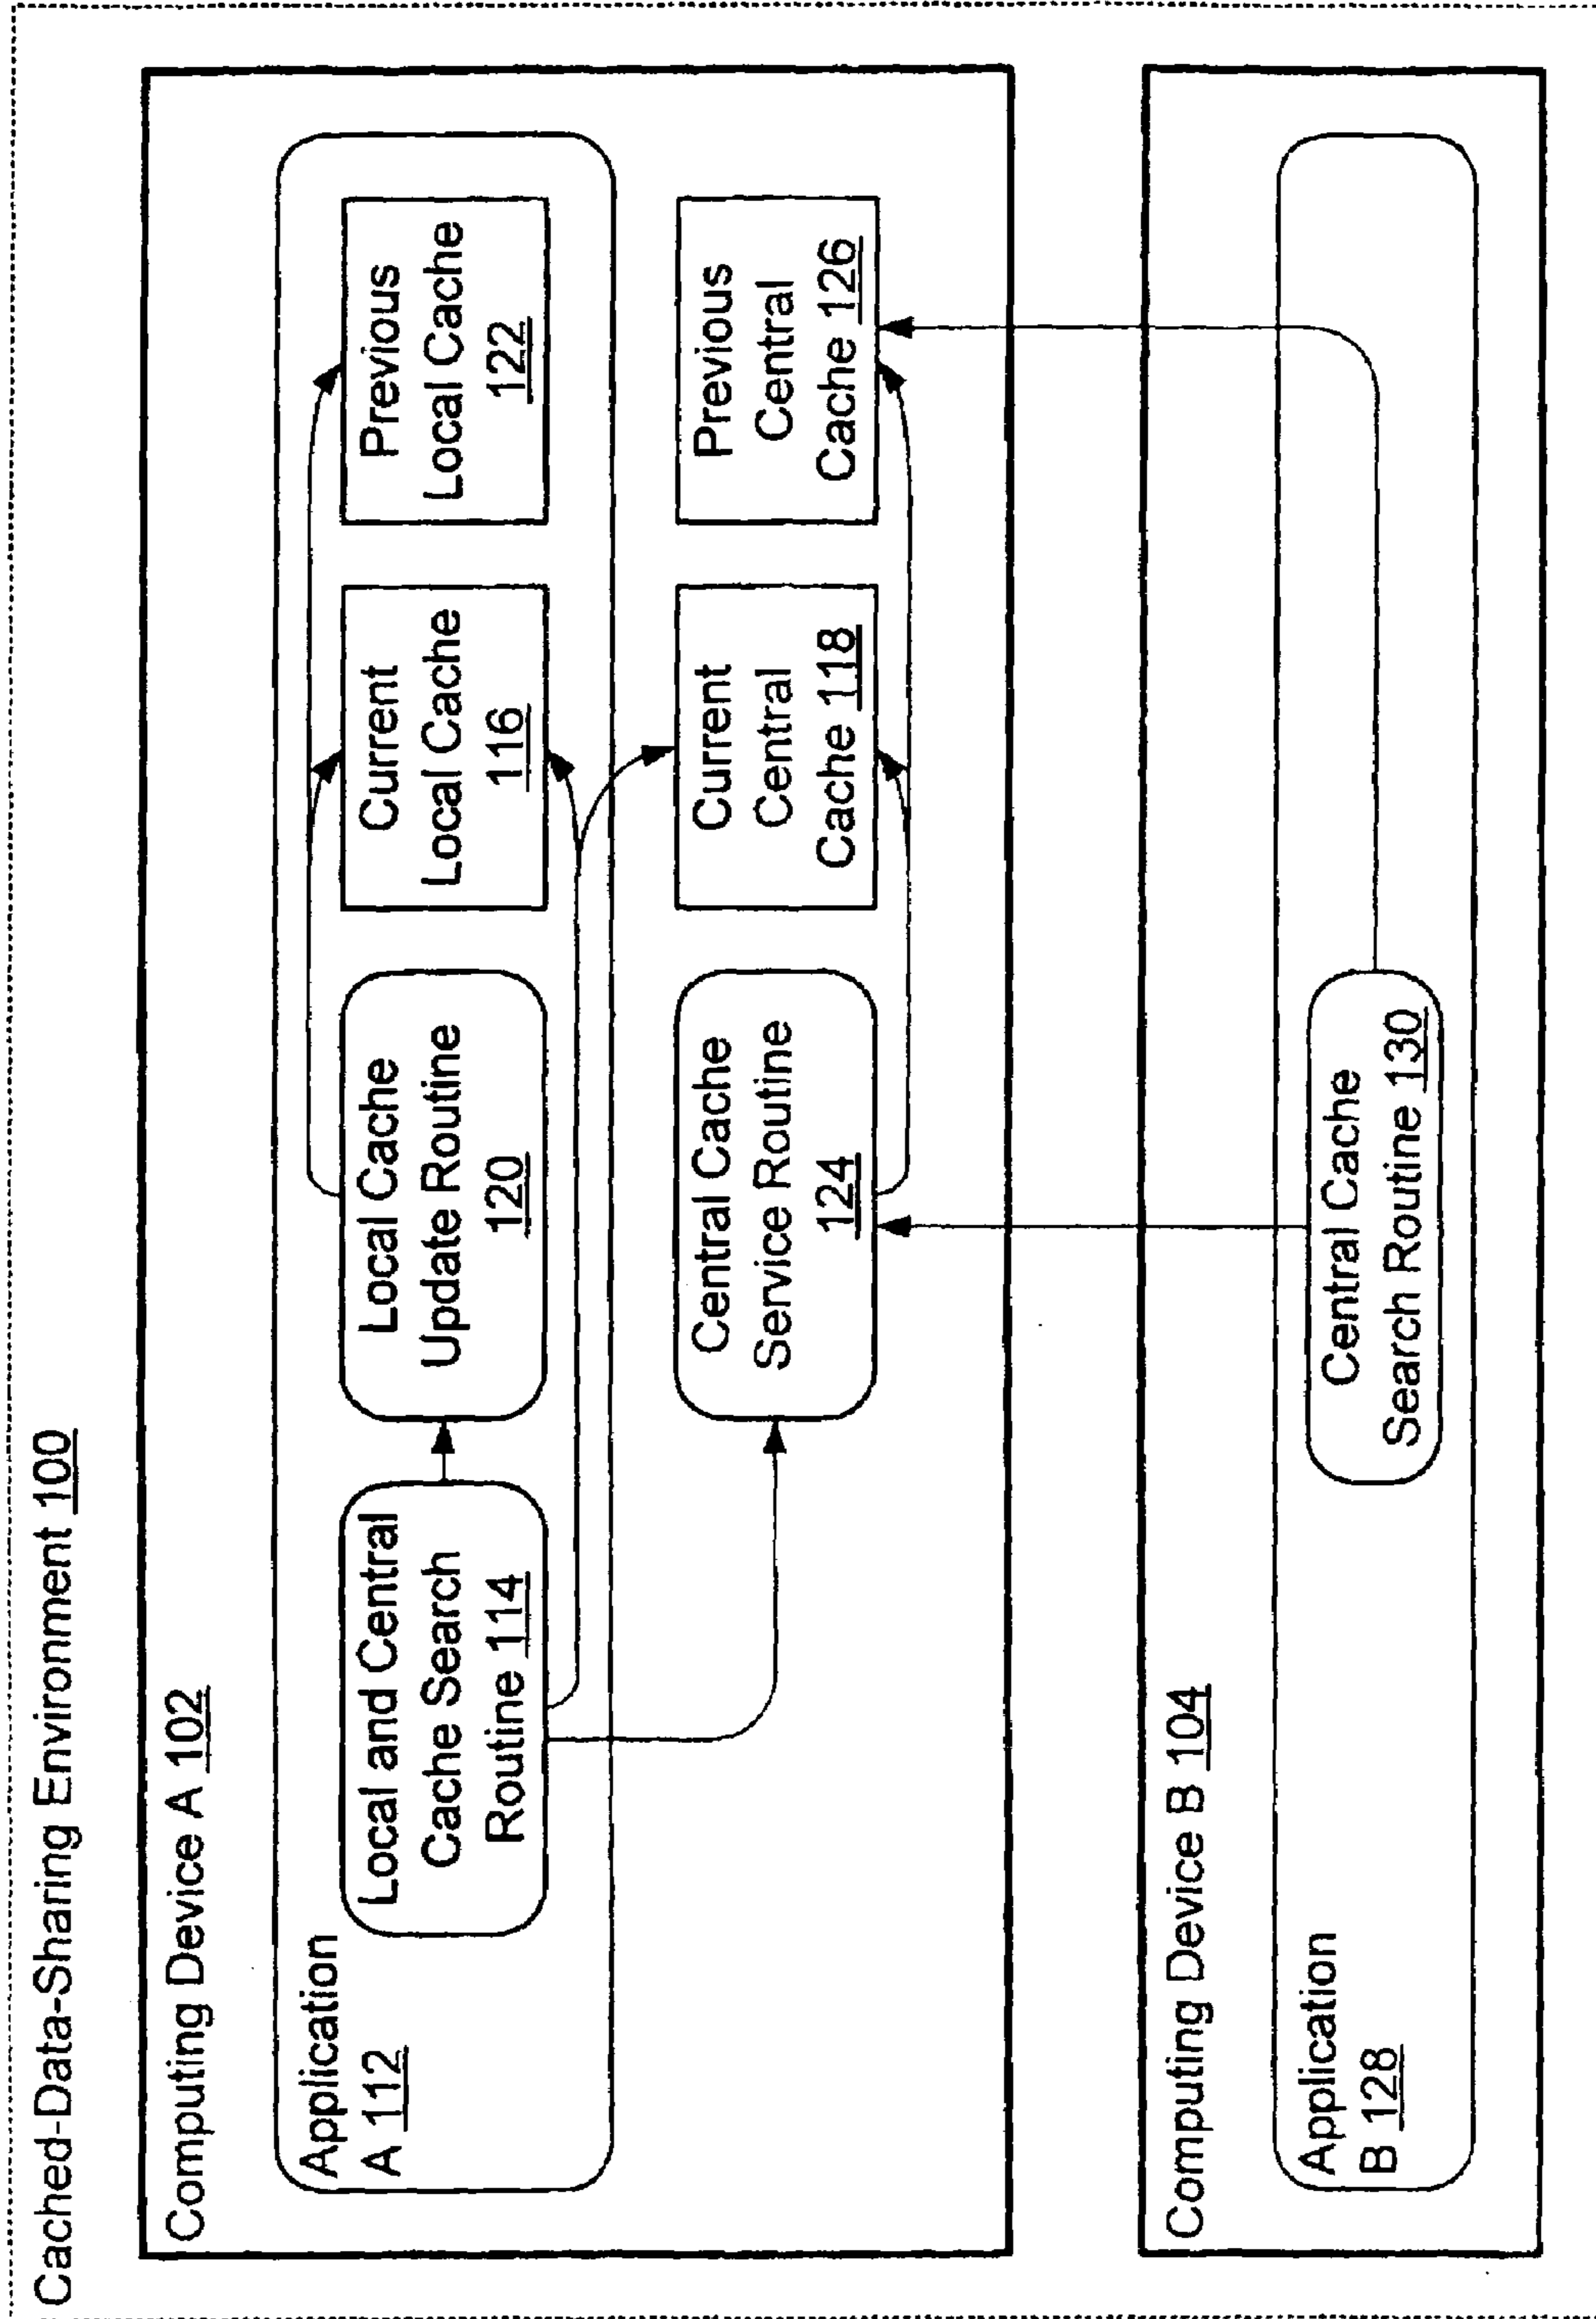 Cached-Data-Sharing Environment 100
Computing Device A 102
Application
A 112
Local and Central
Cache Search
Routine 114
Local Cache
Update Routine
120
Current
Local Cache
116
Previous
Local Cache
122
Central Cache
Service Routine
124
Current
Central
Cache 118
Previous
Central
Cache 126
Computing Device B 104
Application
B 128
Central Cache
Search Routine 130